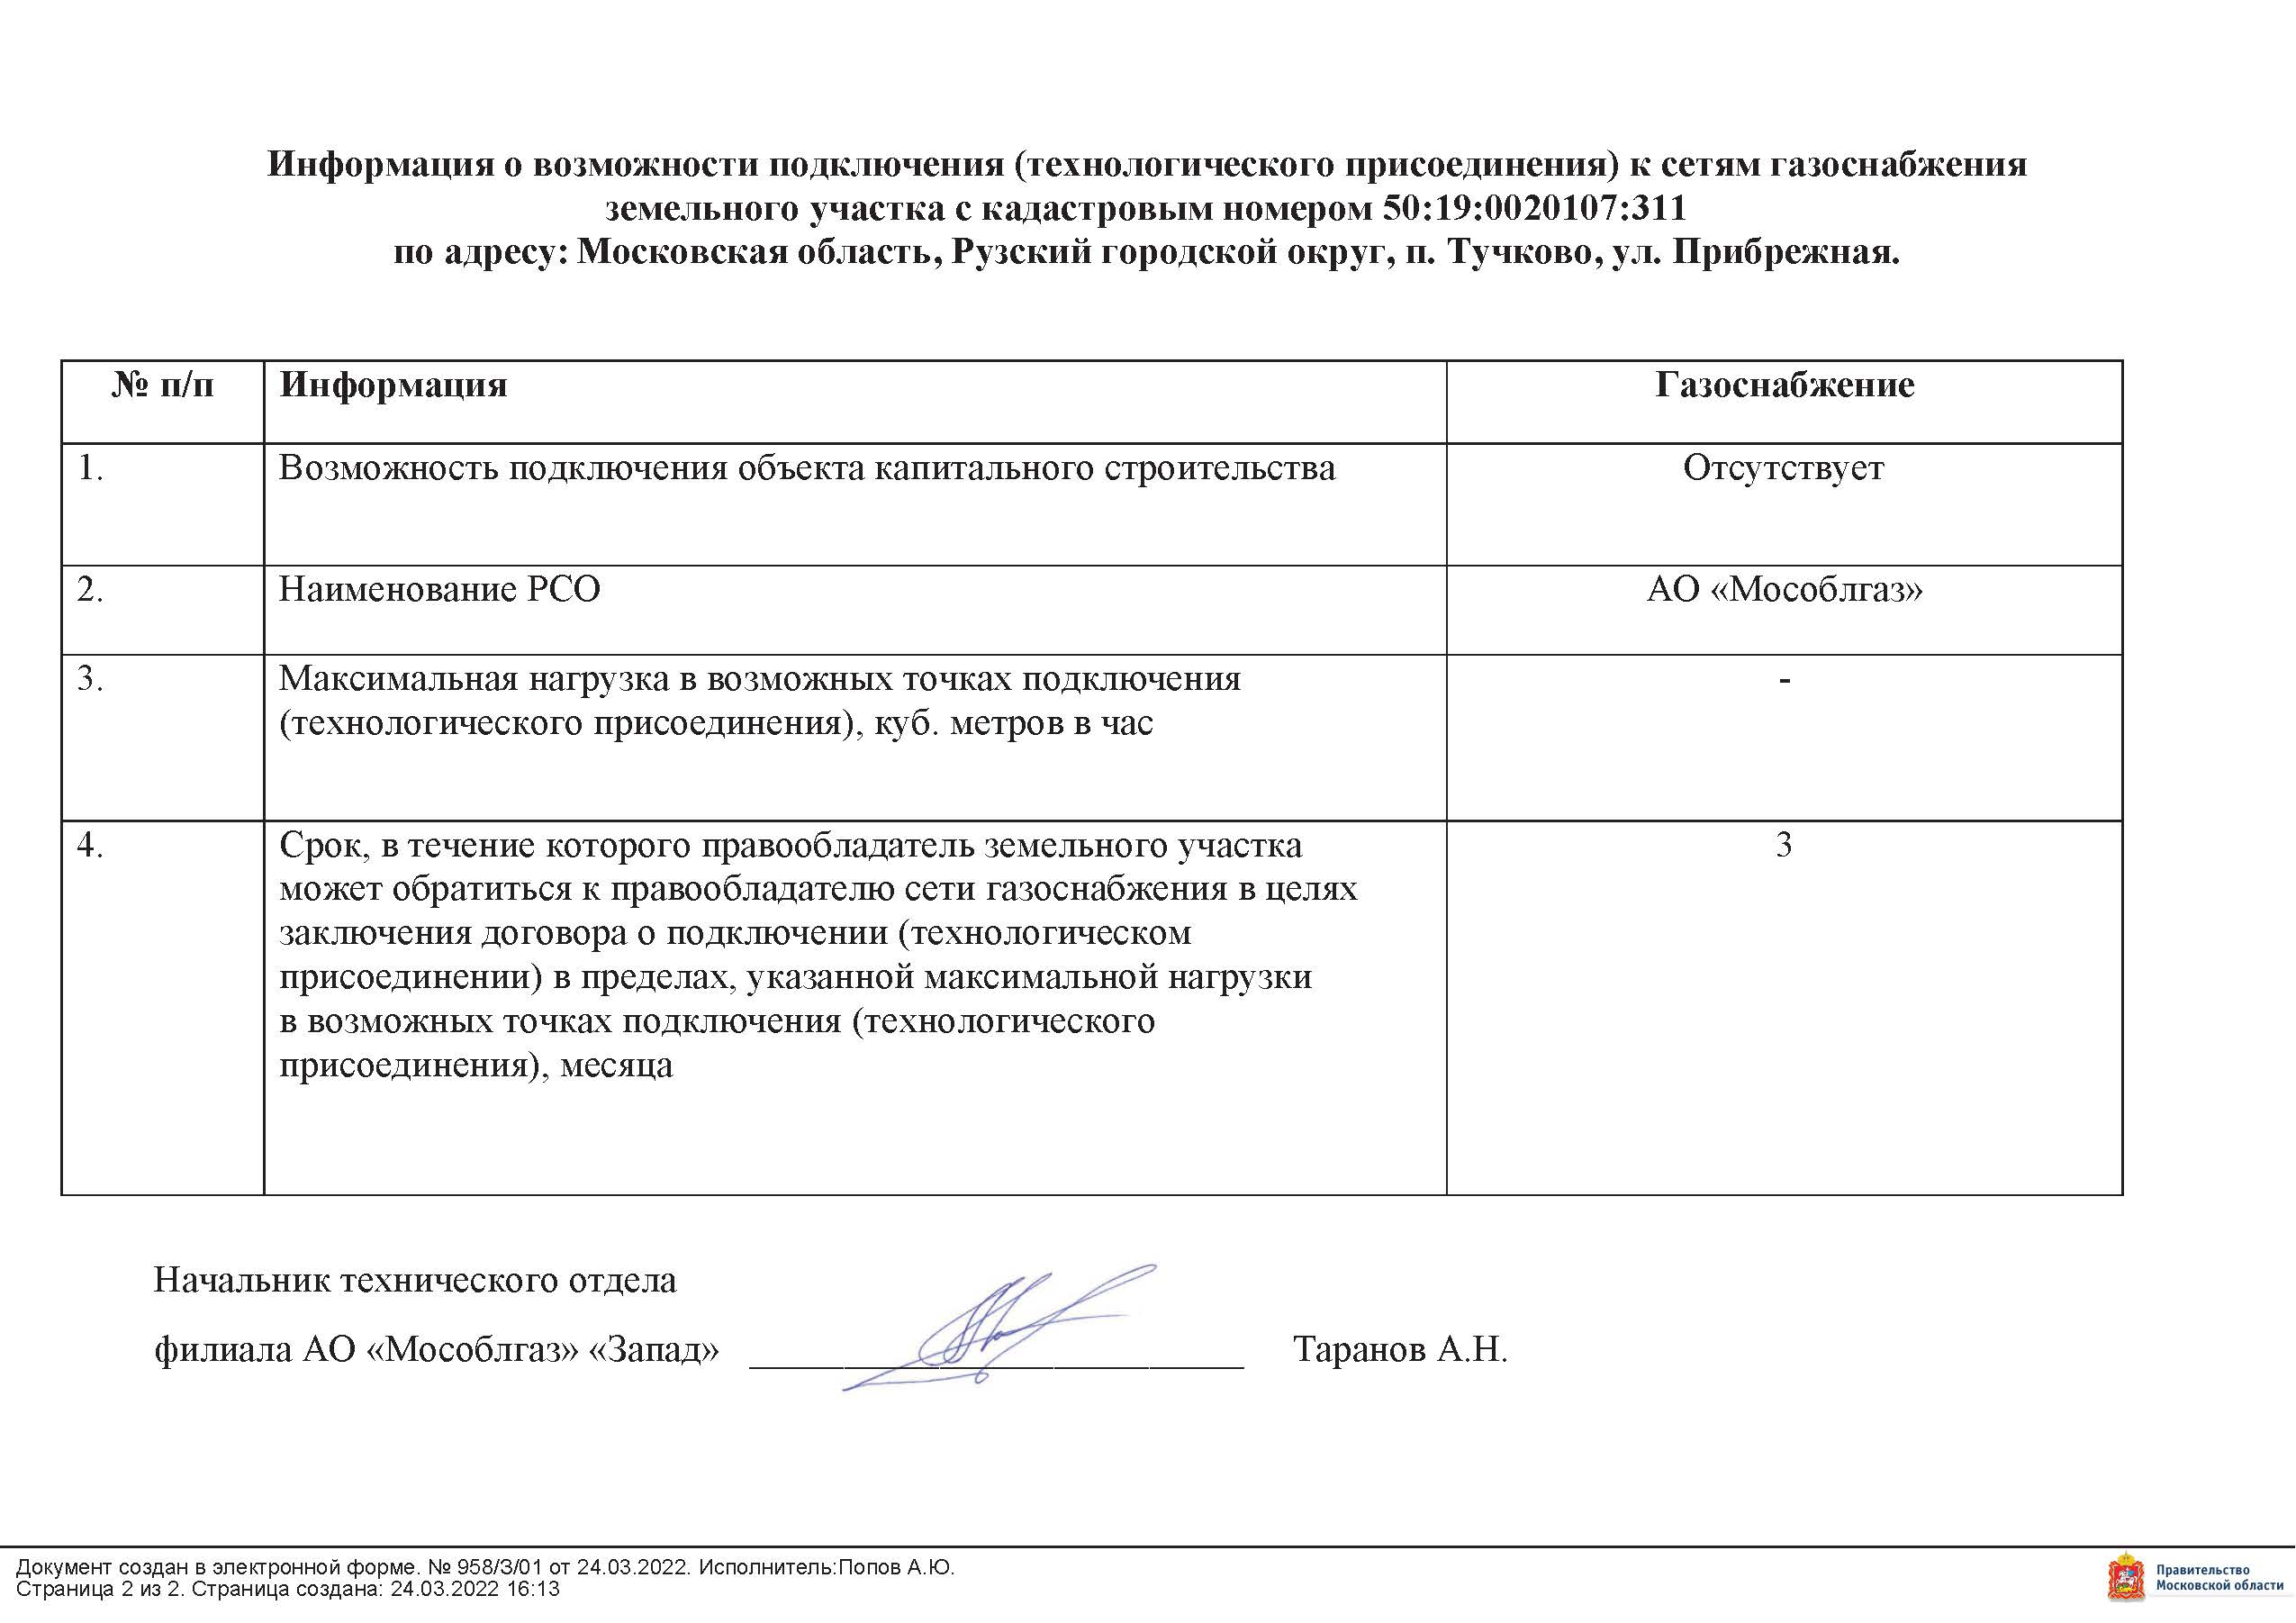 Информация о возможности подключения (технологического присоединения) к сетям газоснабжения
земельного участка с кадастровым номером 50:19:0020107:311
по адресу: Московская область, Рузский городской округ, п. Тучково, ул. Прибрежная.
№ п/п Информация Газоснабжение
1. Возможность подключения объекта капитального строительства Отсутствует
2. Наименование РСО АО «Мособлгаз»
3. Максимальная нагрузка в возможных точках подключения -
(технологического присоединения), куб. метров в час
4. Срок, в течение которого правообладатель земельного участка 3
может обратиться к правообладателю сети газоснабжения в целях
заключения договора о подключении (технологическом
присоединении) в пределах, указанной максимальной нагрузки
в возможных точках подключения (технологического
присоединения), месяца
Начальник технического отдела
филиала АО «Мособлгаз» «Запад» Таранов А.Н.
Документ создан в электронной форме. № 958/З/01 от 24.03.2022. Исполнитель:Попов А.Ю.
Страница 2 из 2. Страница создана: 24.03.2022 16:13
Правительство
Московской области